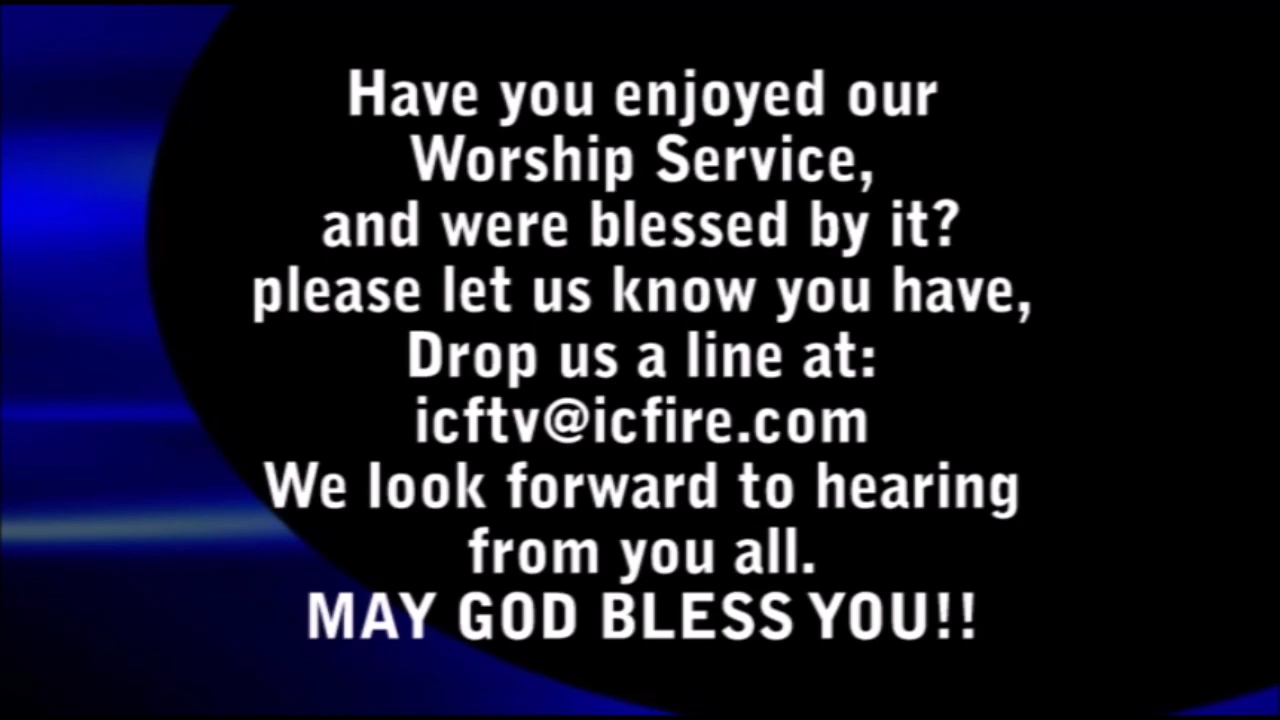 Have you enjoyed our
Worship Service,
and were blessed by it?
please let us know you have,
Drop us a line at:
icftv@icfire.com
We look forward to hearing
from you all.
MAY GOD BLESS YOU!!